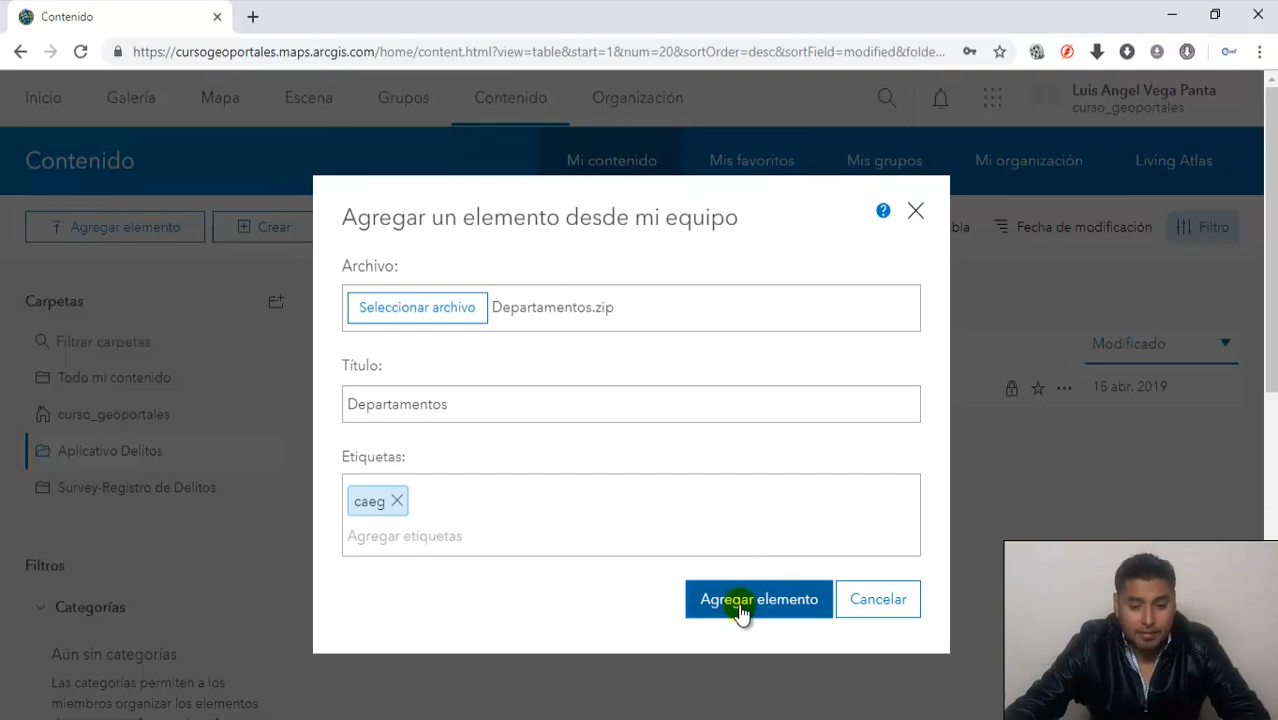 Contenido
https://cursogeoportales.maps.arcgis.com/home/content.html?view=table&start=1&num=20&sortOrder=desc&sortField=modified&folde...
Inicio Galería Mapa Escena Grupos Contenido Organización
Luis Angel Vega Panta
curso_geoportales
Contenido
Mi contenido Mis favoritos Mis grupos Mi organización Living Atlas
Agregar elemento Crear
bla Fecha de modificación Filtro
Agregar un elemento desde mi equipo
?
Archivo:
Seleccionar archivo Departamentos.zip
Título:
Departamentos
Etiquetas:
caeg
Agregar etiquetas
Agregar elemento Cancelar
Carpetas
Filtrar carpetas
Todo mi contenido
curso_geoportales
Aplicativo Delitos
Survey-Registro de Delitos
Filtros
Categorías
Aún sin categorías
Las categorías permiten a los
miembros organizar los elementos.
Modificado
15 abr. 2019